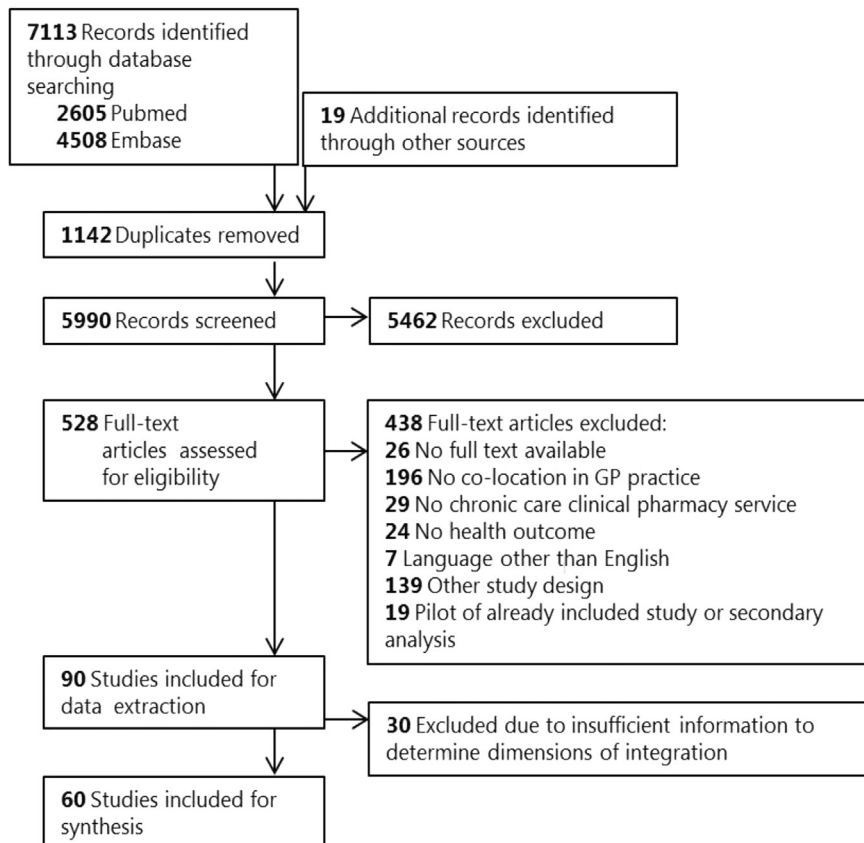 7113 Records identified
through database
searching
2605 Pubmed
4508 Embase
19 Additional records identified
through other sources
1142 Duplicates removed
5990 Records screened
5462 Records excluded
528 Full-text
articles assessed
for eligibility
438 Full-text articles excluded:
26 No full text available
196 No co-location in GP practice
29 No chronic care clinical pharmacy service
24 No health outcome
7 Language other than English
139 Other study design
19 Pilot of already included study or secondary
analysis
90 Studies included for
data extraction
30 Excluded due to insufficient information to
determine dimensions of integration
60 Studies included for
synthesis